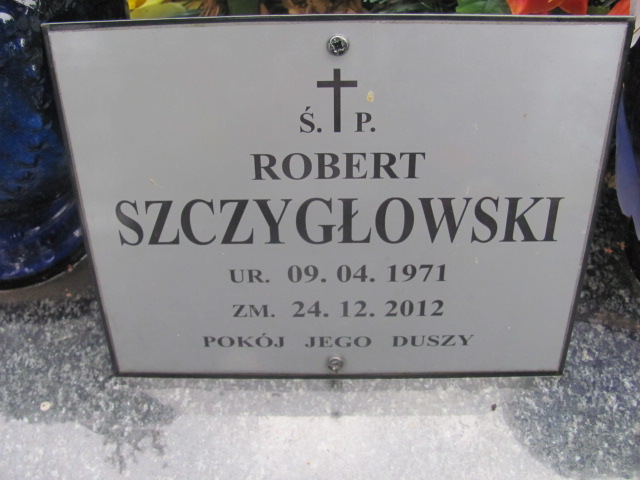 Ś. P.
ROBERT
SZCZYGŁOWSKI
UR. 09. 04. 1971
ZM. 24. 12. 2012
POKÓJ JEGO DUSZY